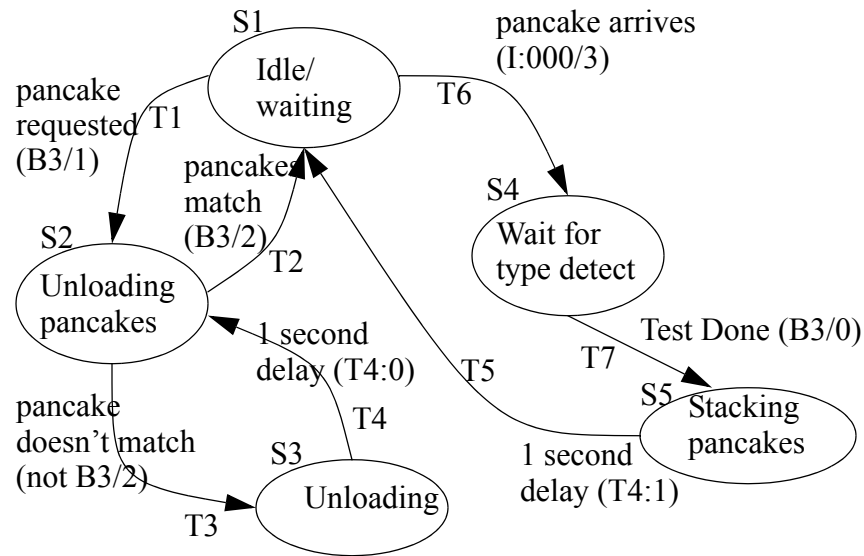 S1
Idle/
waiting
pancake arrives
(I:000/3)
T6
pancake
requested
(B3/1)
T1
pancakes
match
(B3/2)
T2
S4
Wait for
type detect
S2
Unloading
pancakes
1 second
delay (T4:0)
T4
T5
Test Done (B3/0)
T7
S5
Stacking
pancakes
pancake
doesn't match
(not B3/2)
T3
S3
Unloading
1 second
delay (T4:1)